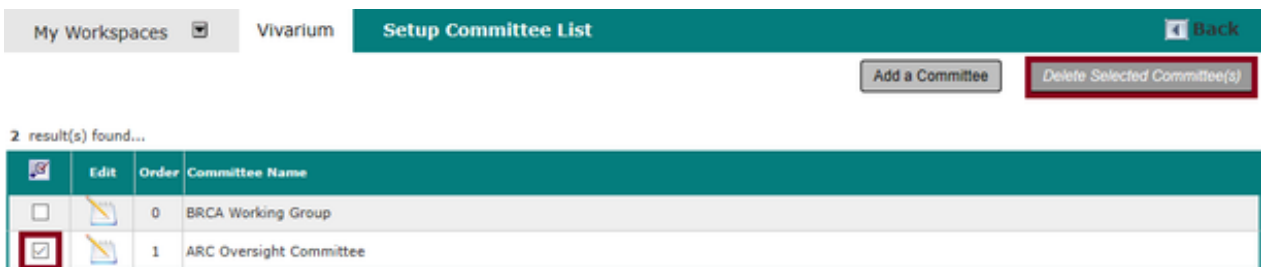 My Workspaces Vivarium Setup Committee List Back
Add a Committee Delete Selected Committee(s)
2 result(s) found...
Edit Order Committee Name
0 BRCA Working Group
1 ARC Oversight Committee